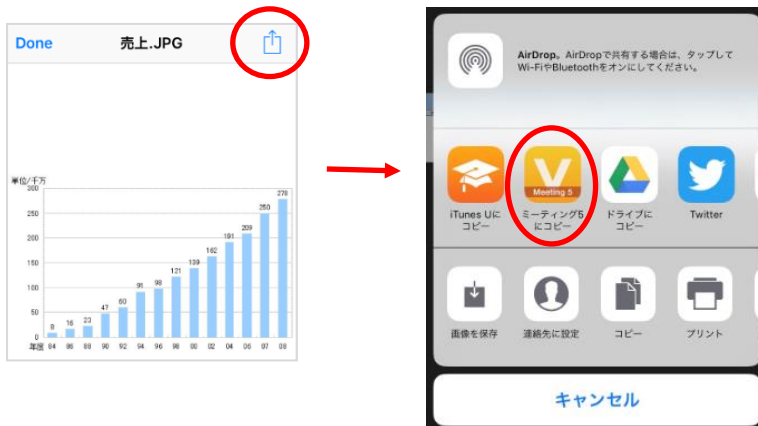 Done
売上.JPG
単位/千万
300
250
200
150
100
50
0
8
16
23
47
60
91
98
121
139
162
191
209
250
278
年度 84 86 88 90 92 94 96 98 00 02 04 06 07 08
AirDrop。AirDropで共有する場合は、タップして
Wi-FiやBluetoothをオンにしてください。
Meeting 5
iTunes Uに
コピー
ミーティング5
にコピー
ドライブに
コピー
Twitter
画像を保存
連絡先に設定
コピー
プリント
キャンセル